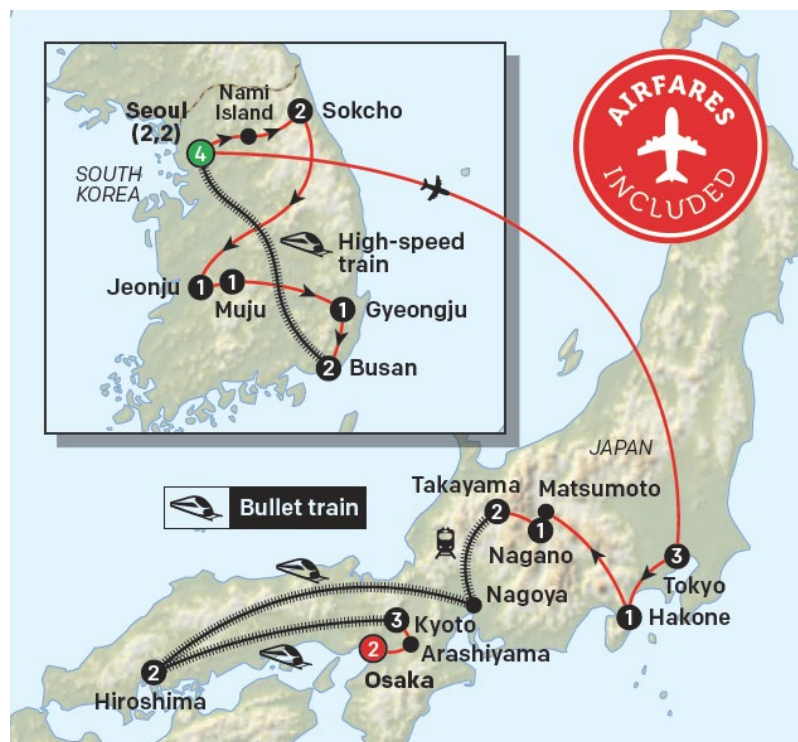 AIRFARES
INCLUDED
Nami
Island
Seoul
(2,2)
4
2
Sokcho
SOUTH
KOREA
High-speed
train
Jeonju
1
1
Muju
1
Gyeongju
2
Busan
JAPAN
Bullet train
Takayama
2
Matsumoto
1
Nagano
3
Tokyo
1
Hakone
Nagoya
3
Kyoto
2
Arashiyama
Osaka
2
Hiroshima